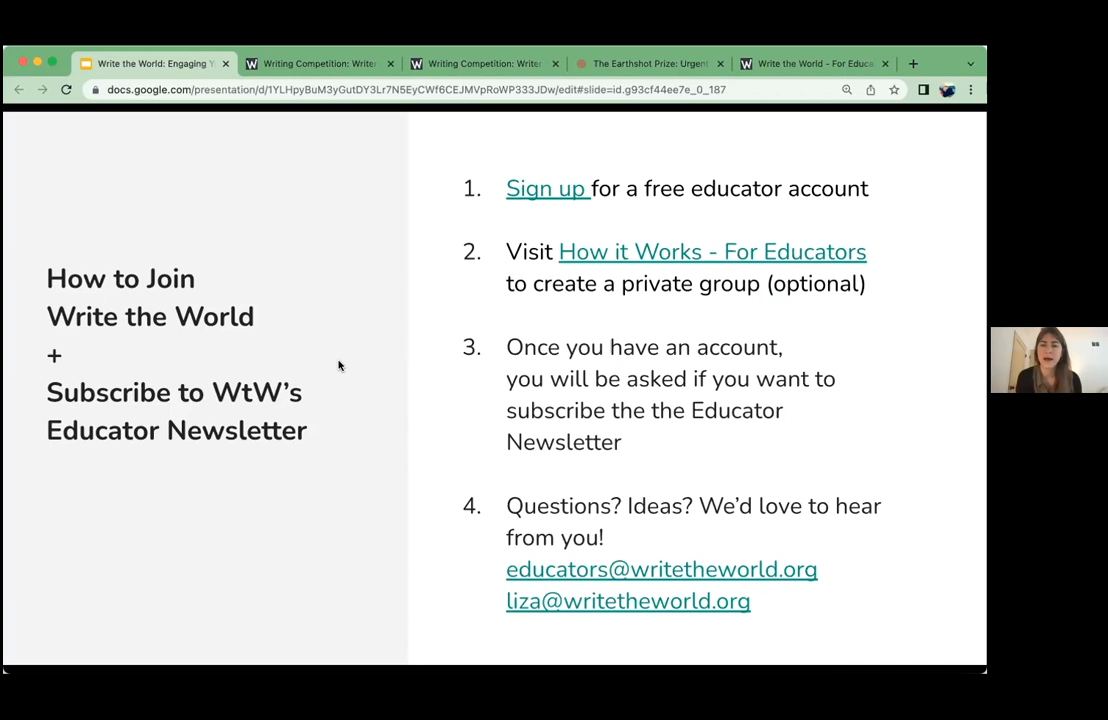 Write the World: Engaging Y
Writing Competition: Writer
Writing Competition: Write
The Earthshot Prize: Urgent
Write the World - For Educa
docs.google.com/presentation/d/1YLHpyBuM3yGutDY3Lr7N5EyCWf6CEJMVpRoWP333JDw/edit#slide=id.g93cf44ee7e_0_187
How to Join
Write the World
+
Subscribe to WtW’s
Educator Newsletter
1. Sign up for a free educator account
2. Visit How it Works - For Educators
to create a private group (optional)
3. Once you have an account,
you will be asked if you want to
subscribe the the Educator
Newsletter
4. Questions? Ideas? We’d love to hear
from you!
educators@writetheworld.org
liza@writetheworld.org